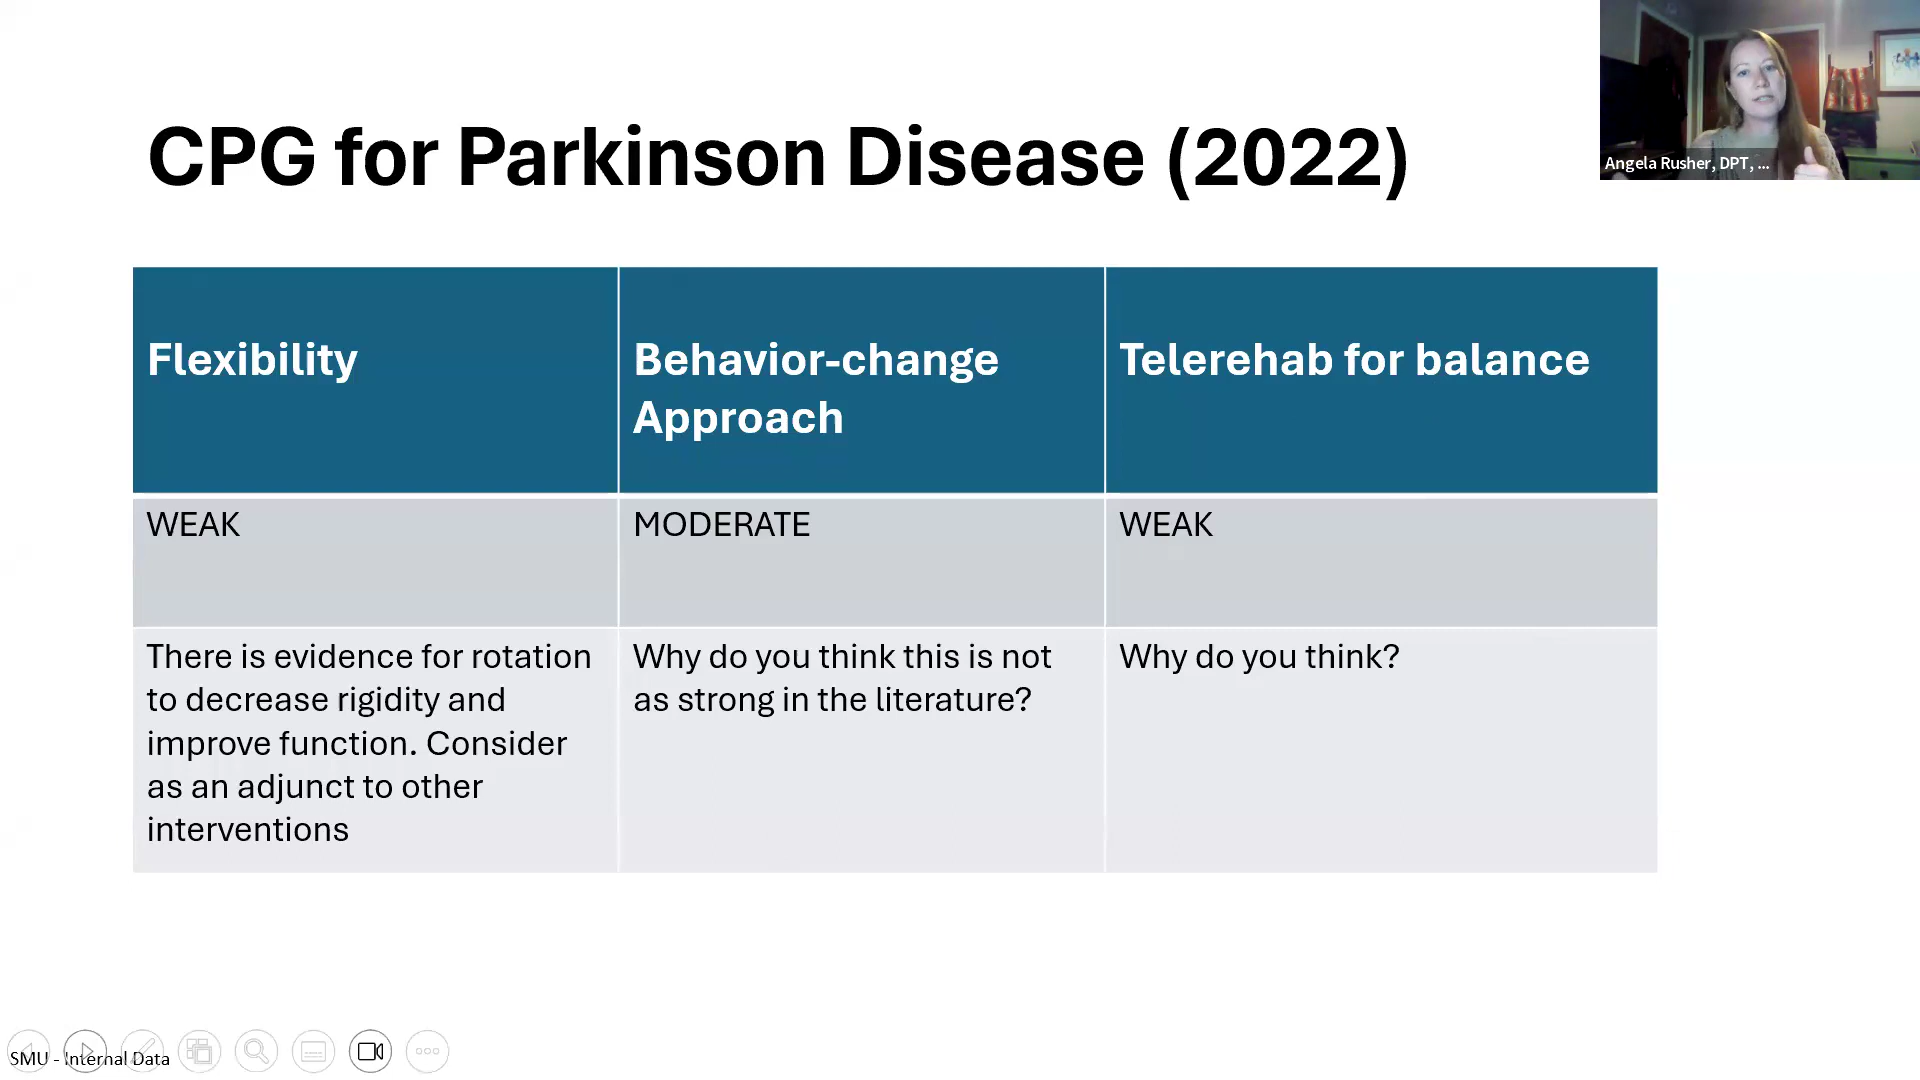 CPG for Parkinson Disease (2022)
Angela Rusher, DPT, ...
Flexibility
Behavior-change
Approach
Telerehab for balance
WEAK
MODERATE
WEAK
There is evidence for rotation
to decrease rigidity and
improve function. Consider
as an adjunct to other
interventions
Why do you think this is not
as strong in the literature?
Why do you think?
SMU - Internal Data